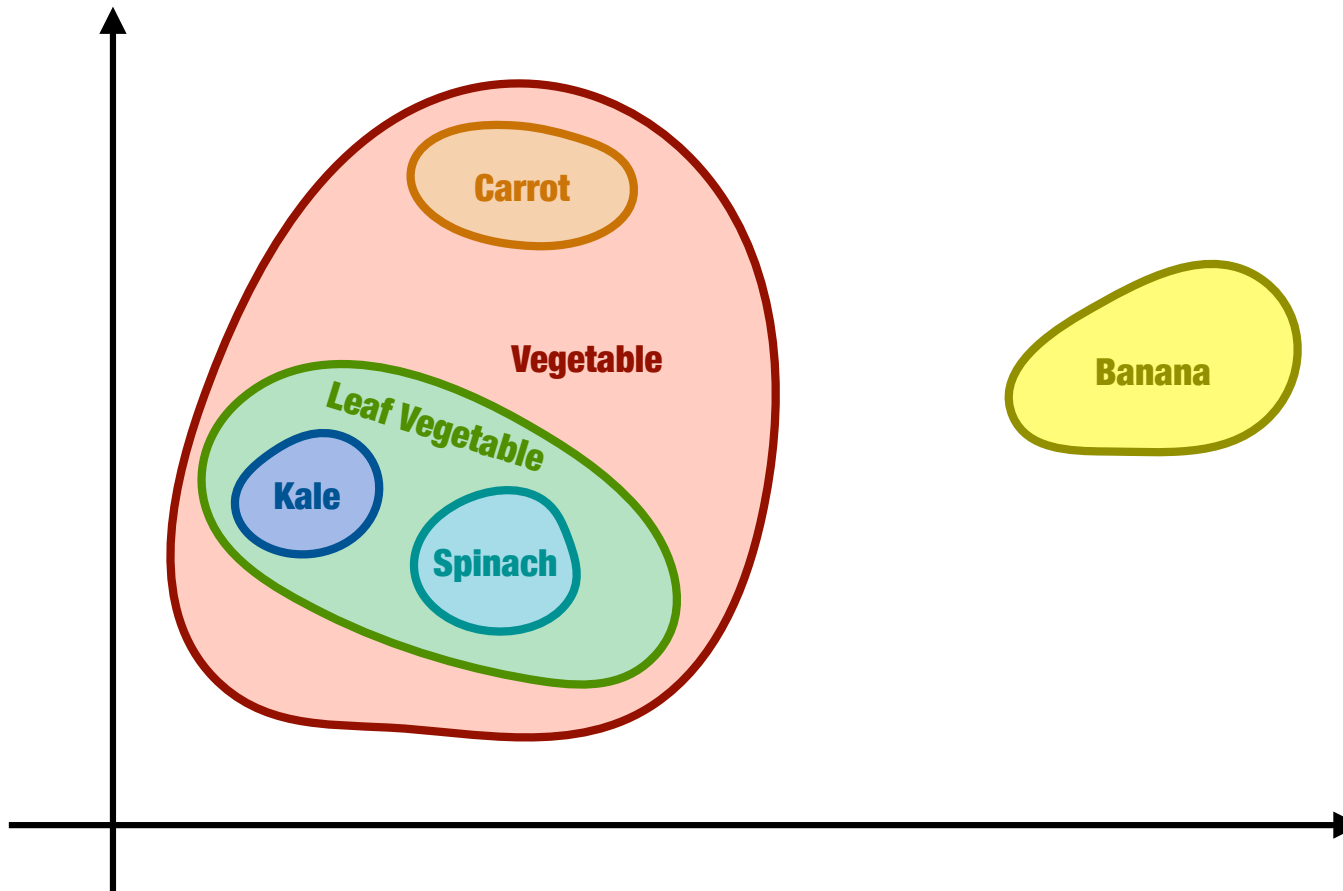 Carrot
Vegetable
Banana
Leaf Vegetable
Kale
Spinach